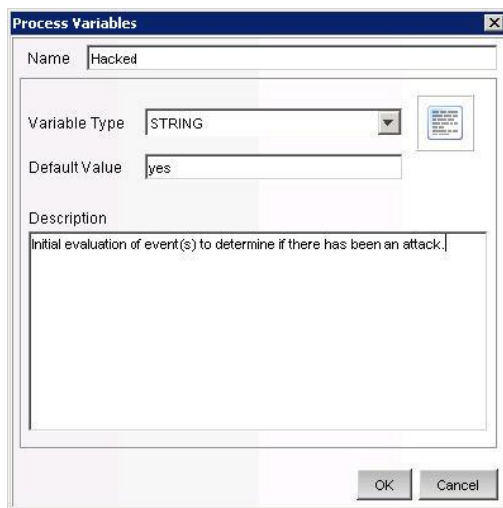 Process Variables
Name Hacked
Variable Type STRING
Default Value yes
Description
Initial evaluation of event(s) to determine if there has been an attack.
OK Cancel